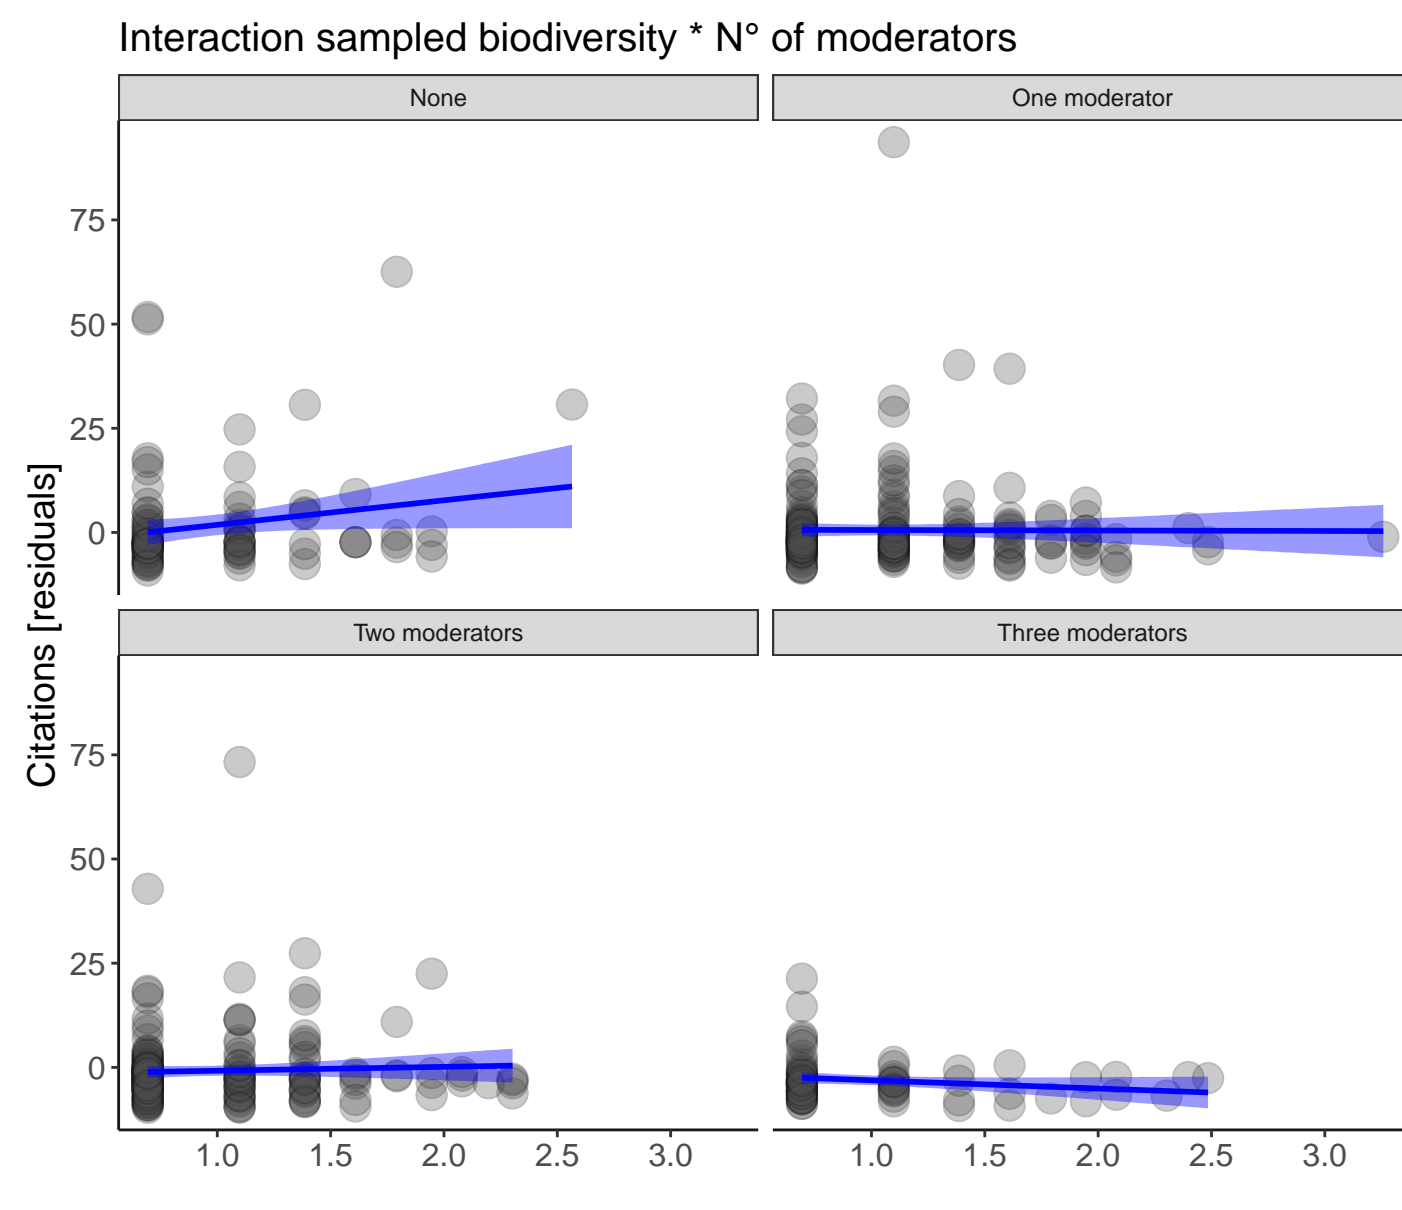 Interaction sampled biodiversity * N° of moderators
None
One moderator
75
50
25
0
Two moderators
Three moderators
75
50
25
0
Citations [residuals]
1.0 1.5 2.0 2.5 3.0
1.0 1.5 2.0 2.5 3.0